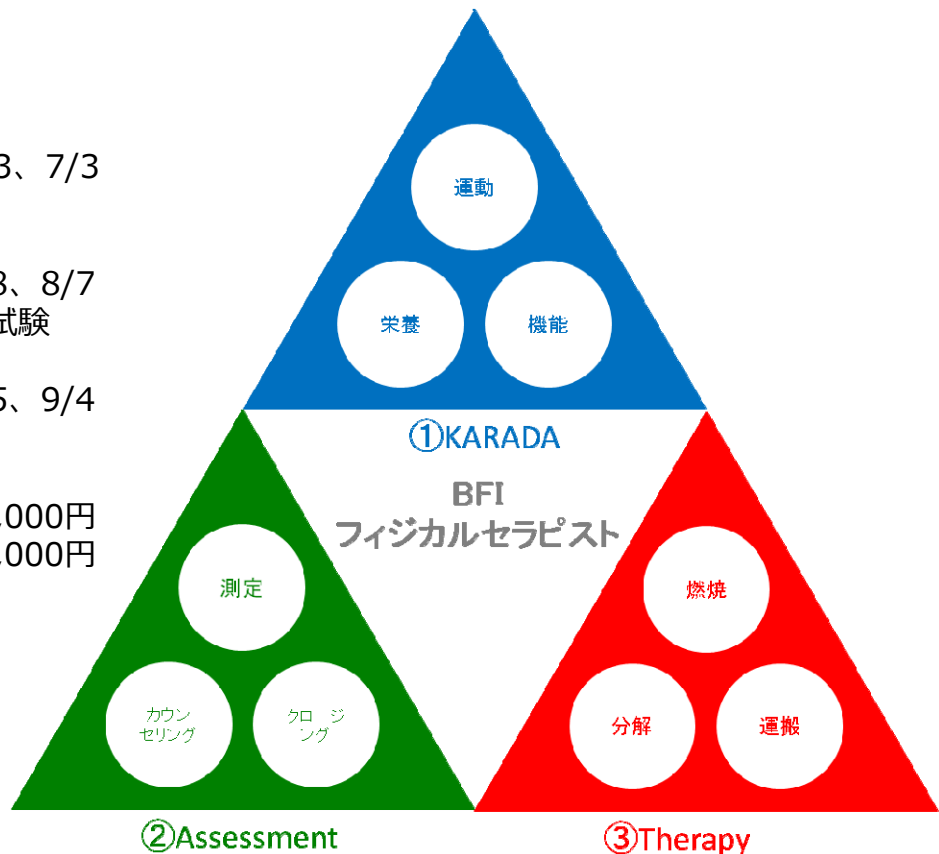 3、7/3
8/7
試験
9/4
,000円
,000円
運動
栄養
機能
①KARADA
BFI
フィジカルセラピスト
測定
カウン
セリング
クロージ
ング
②Assessment
燃焼
分解
運搬
③Therapy